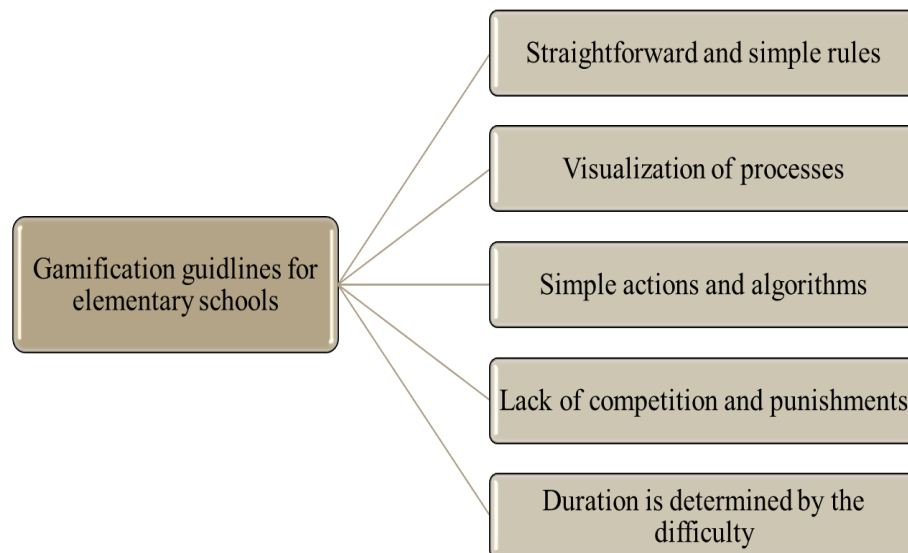 Straightforward and simple rules
Visualization of processes
Gamification guidlines for
elementary schools
Simple actions and algorithms
Lack of competition and punishments
Duration is determined by the
difficulty